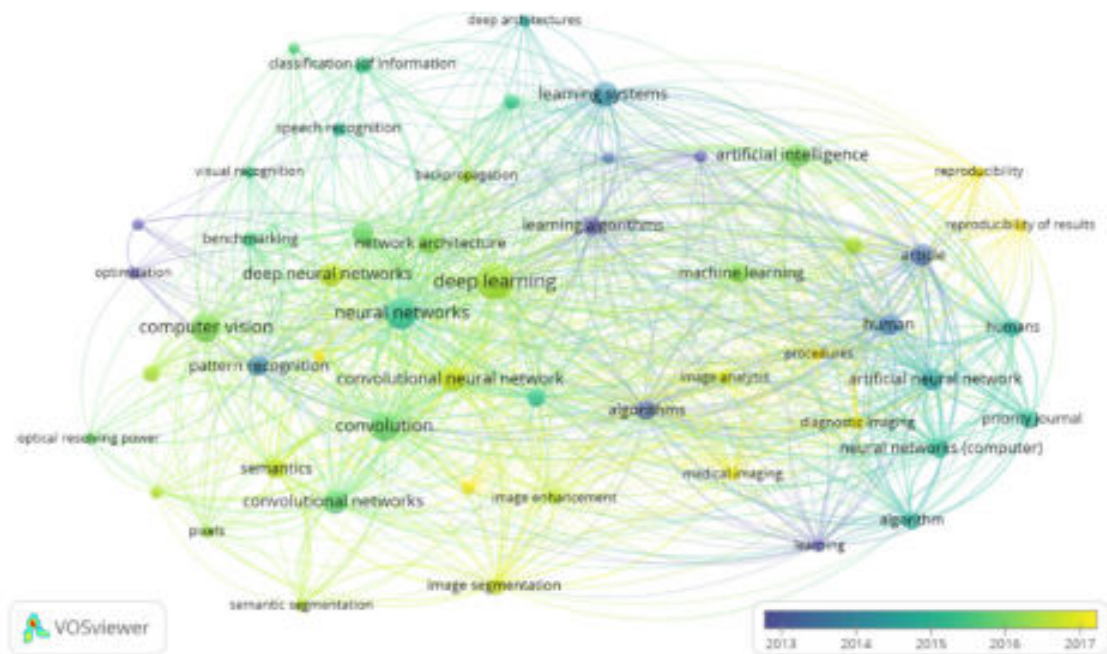 deep architectures
classification (of information)
learning systems
speech recognition
artificial intelligence
visual recognition
backpropagation
reproducibility
learning algorithms
reproducibility of results
benchmarking
network architecture
article
optimization
deep neural networks
deep learning
machine learning
neural networks
computer vision
human
humans
procedures
pattern recognition
convolutional neural network
image analysis
artificial neural network
algorithms
convolution
diagnostic imaging
priority journal
optical resolving power
neural networks (computer)
semantics
medical imaging
convolutional networks
image enhancement
algorithm
pixels
learning
image segmentation
semantic segmentation
VOSviewer
2013 2014 2015 2016 2017